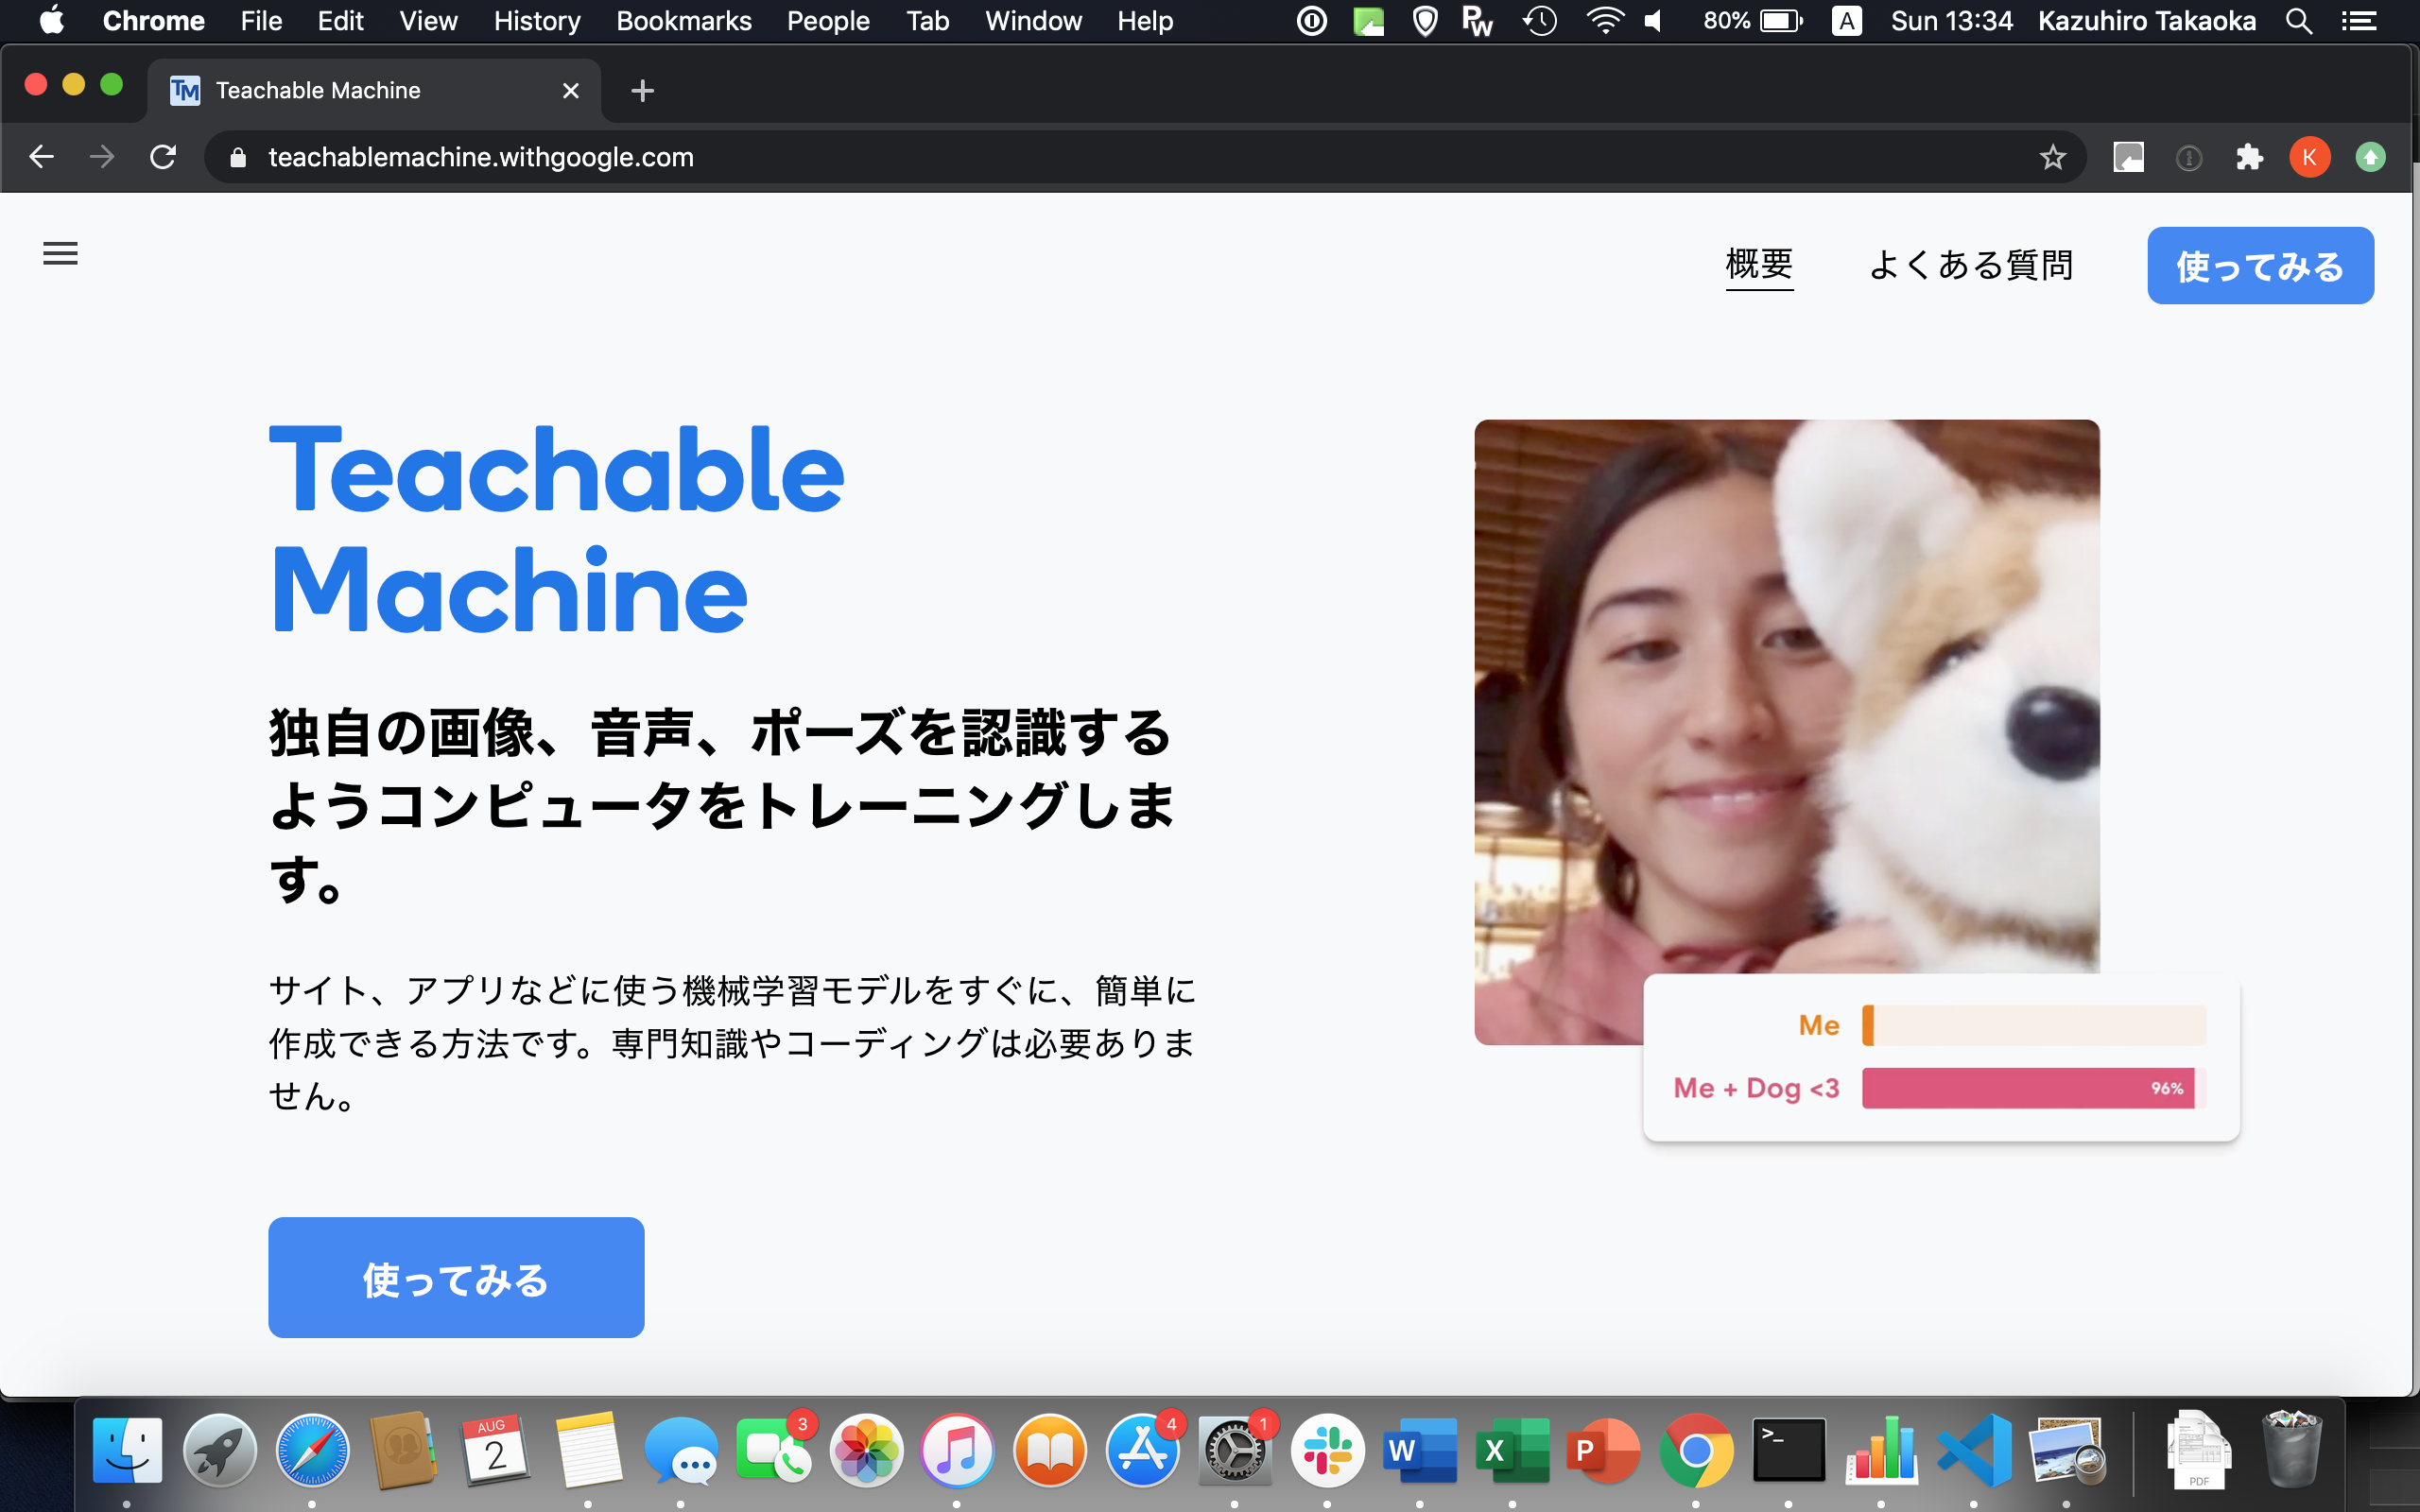 Chrome File Edit View History Bookmarks People Tab Window Help 80% A Sun 13:34 Kazuhiro Takaoka
TM Teachable Machine
teachablemachine.withgoogle.com K
概要 よくある質問 使ってみる
Teachable
Machine
独自の画像、音声、ポーズを認識する
ようコンピュータをトレーニングしま
す。
サイト、アプリなどに使う機械学習モデルをすぐに、簡単に
作成できる方法です。専門知識やコーディングは必要ありま
せん。
Me
Me + Dog <3 96%
使ってみる
AUG
2
3
4
1
W
X
P
>_
PDF